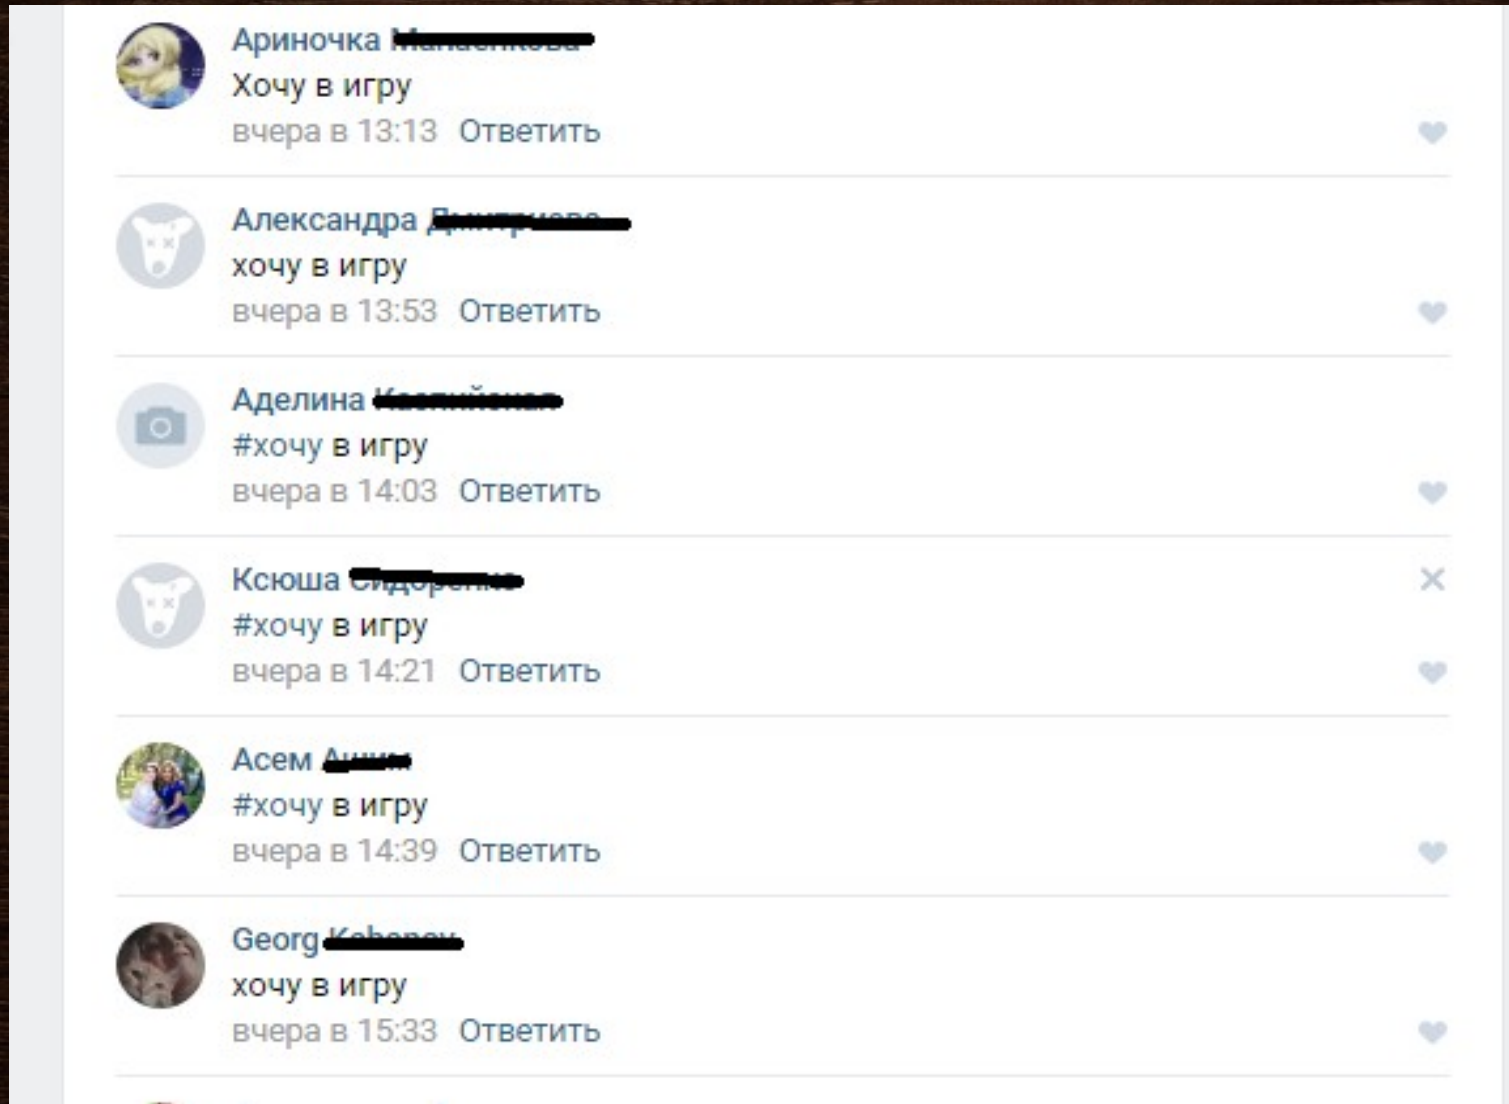 Ариночка
Хочу в игру
вчера в 13:13 Ответить
Александра
хочу в игру
вчера в 13:53 Ответить
Аделина
#хочу в игру
вчера в 14:03 Ответить
Ксюша
#хочу в игру
вчера в 14:21 Ответить
Асем
#хочу в игру
вчера в 14:39 Ответить
Georg
хочу в игру
вчера в 15:33 Ответить